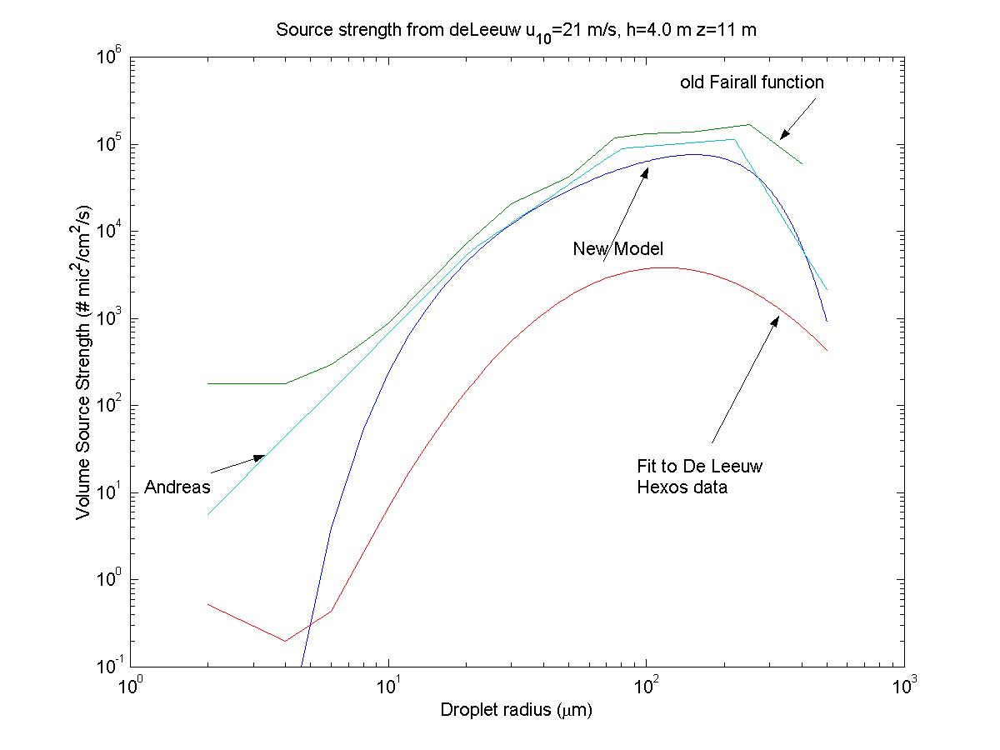 Source strength from deLeeuw u10=21 m/s, h=4.0 m z=11 m
10^6
10^5
10^4
10^3
10^2
10^1
10^0
10^-1
Volume Source Strength (# mic^2/cm^2/s)
old Fairall function
New Model
Fit to De Leeuw
Hexos data
Andreas
10^0
10^1
10^2
10^3
Droplet radius (μm)